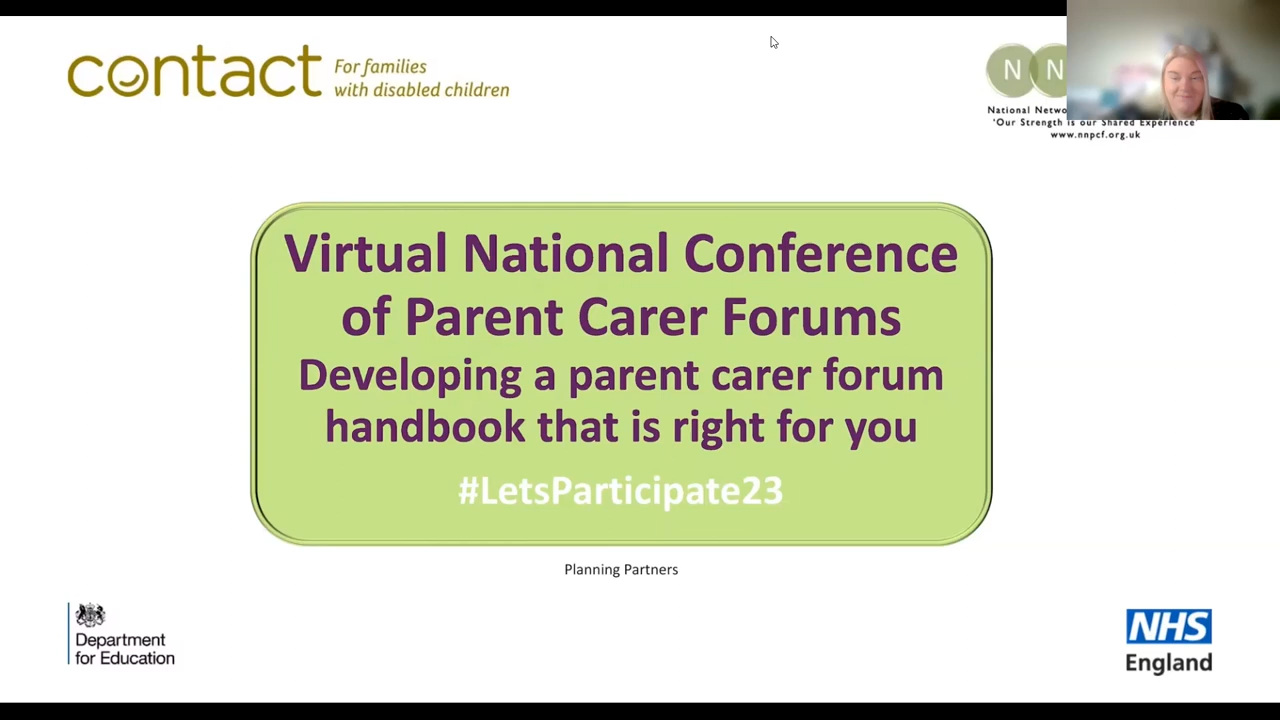 contact
For families
with disabled children
N N
National Netwo
'Our Strength is our Shared Experience'
www.nnpcf.org.uk
Virtual National Conference
of Parent Carer Forums
Developing a parent carer forum
handbook that is right for you
#LetsParticipate23
Planning Partners
Department
for Education
NHS
England